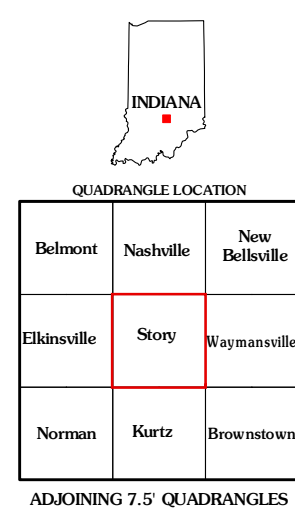 INDIANA
QUADRANGLE LOCATION
Belmont
Nashville
New
Bellsville
Elkinsville
Story
Waymansville
Norman
Kurtz
Brownstown
ADJOINING 7.5' QUADRANGLES